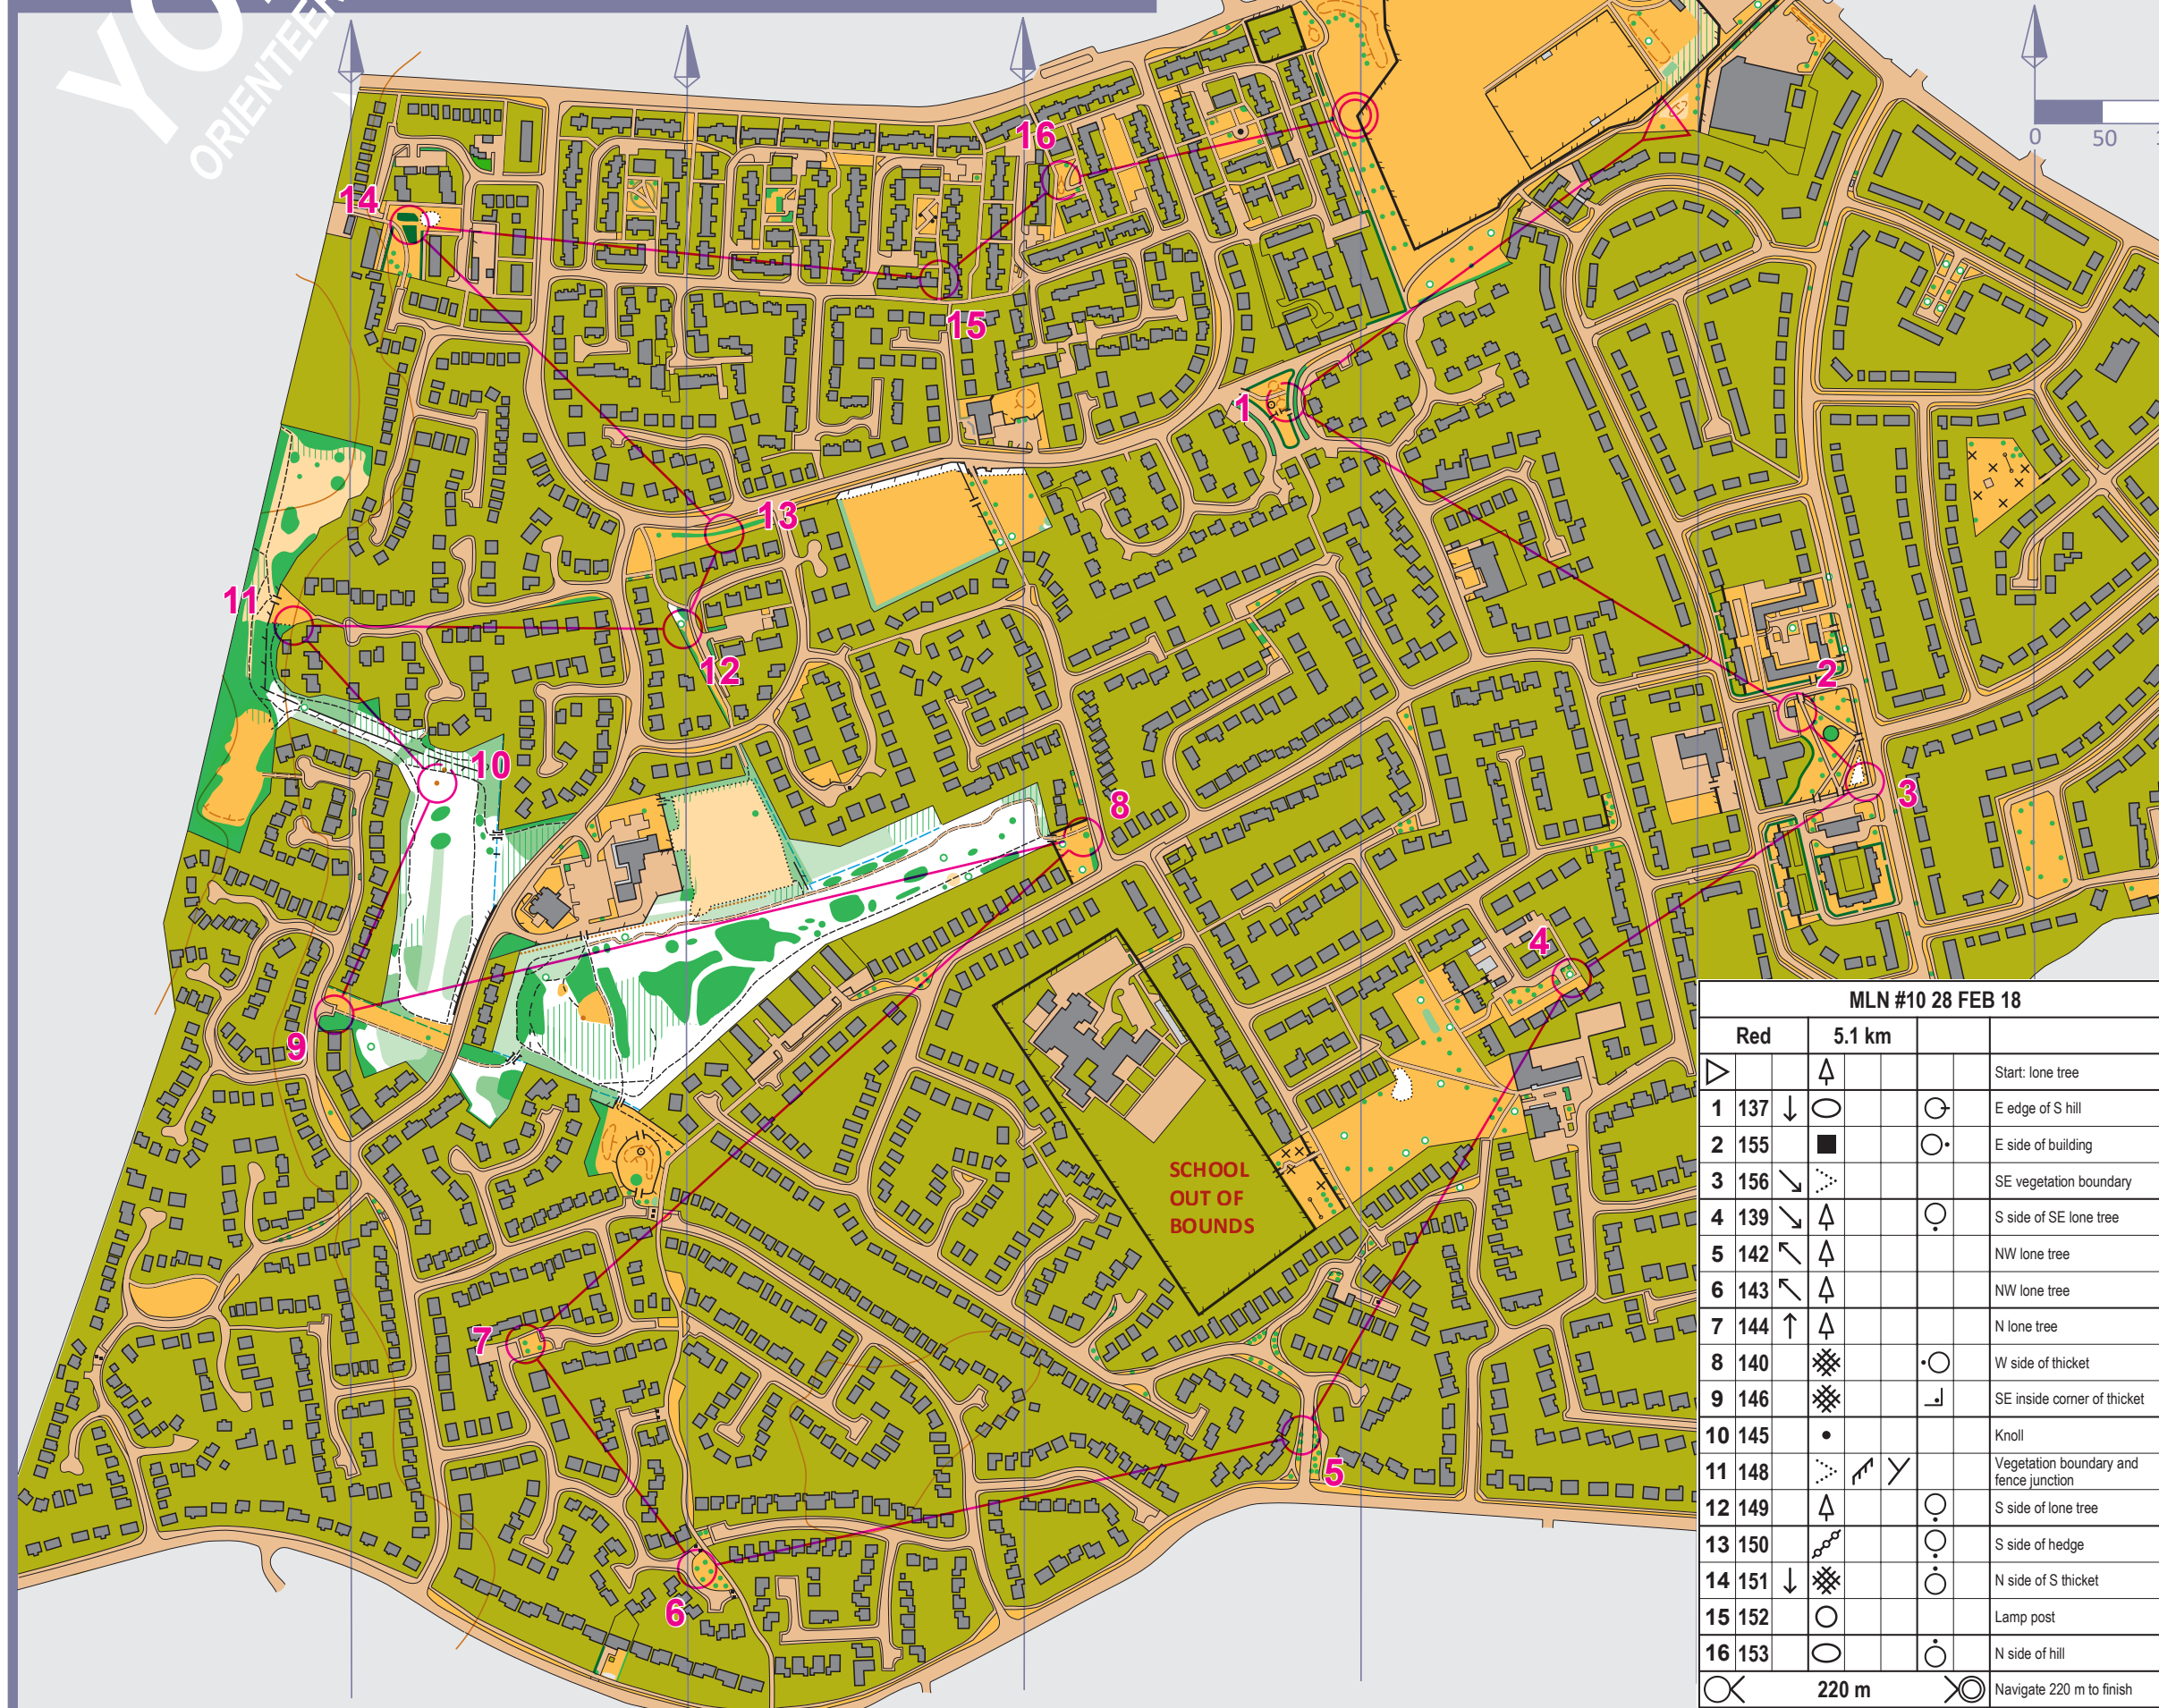 YO
ORIENTEER
0 50
14
16
15
1
13
11
12
2
10
8
3
4
9
SCHOOL
OUT OF
BOUNDS
7
5
6
MLN #10 28 FEB 18
Red 5.1 km
Start: lone tree
1 137 E edge of S hill
2 155 E side of building
3 156 SE vegetation boundary
4 139 S side of SE lone tree
5 142 NW lone tree
6 143 NW lone tree
7 144 N lone tree
8 140 W side of thicket
9 146 SE inside corner of thicket
10 145 Knoll
11 148 Vegetation boundary and
fence junction
12 149 S side of lone tree
13 150 S side of hedge
14 151 N side of S thicket
15 152 Lamp post
16 153 N side of hill
220 m Navigate 220 m to finish